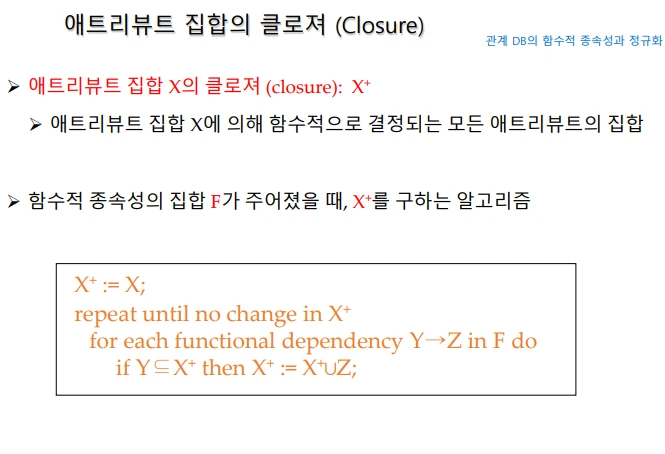 애트리뷰트 집합의 클로져 (Closure)
관계 DB의 함수적 종속성과 정규화
➢ 애트리뷰트 집합 X의 클로져 (closure): X⁺
➢ 애트리뷰트 집합 X에 의해 함수적으로 결정되는 모든 애트리뷰트의 집합
➢ 함수적 종속성의 집합 F가 주어졌을 때, X⁺를 구하는 알고리즘
X⁺ := X;
repeat until no change in X⁺
for each functional dependency Y→Z in F do
if Y⊆X⁺ then X⁺ := X⁺∪Z;